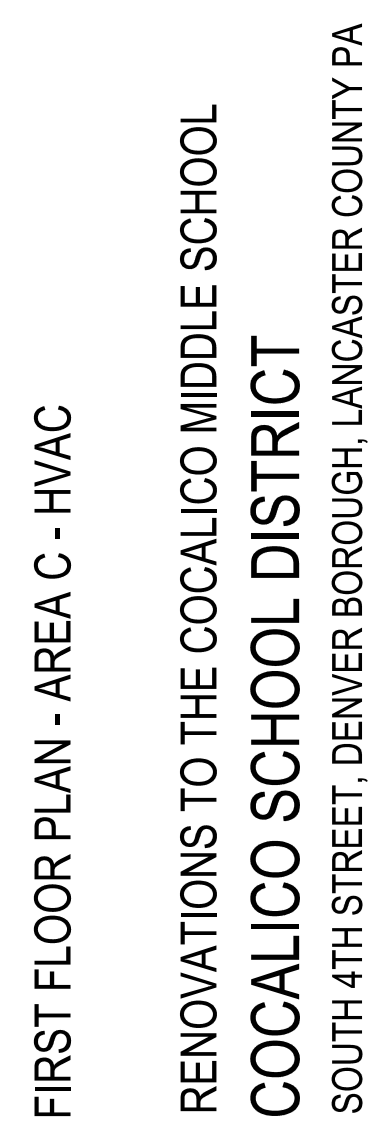 FIRST FLOOR PLAN - AREA C - HVAC
RENOVATIONS TO THE COCALICO MIDDLE SCHOOL
COCALICO SCHOOL DISTRICT
SOUTH 4TH STREET, DENVER BOROUGH, LANCASTER COUNTY PA